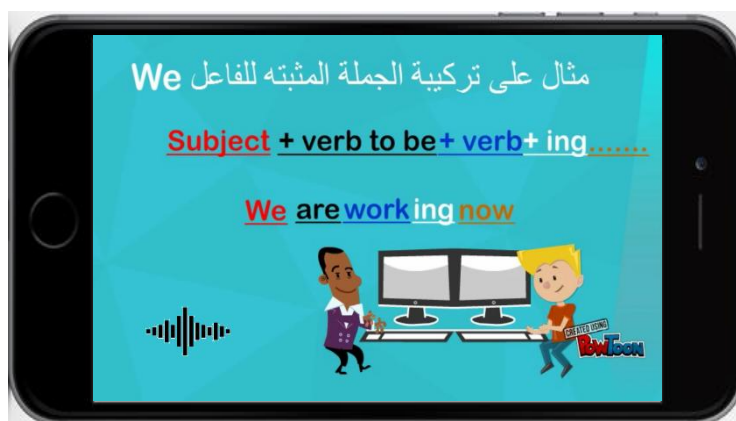 مثال على تركيبة الجملة المثبته للفاعل We
Subject + verb to be + verb + ing.......
We are working now
CREATED USING
POWTOON